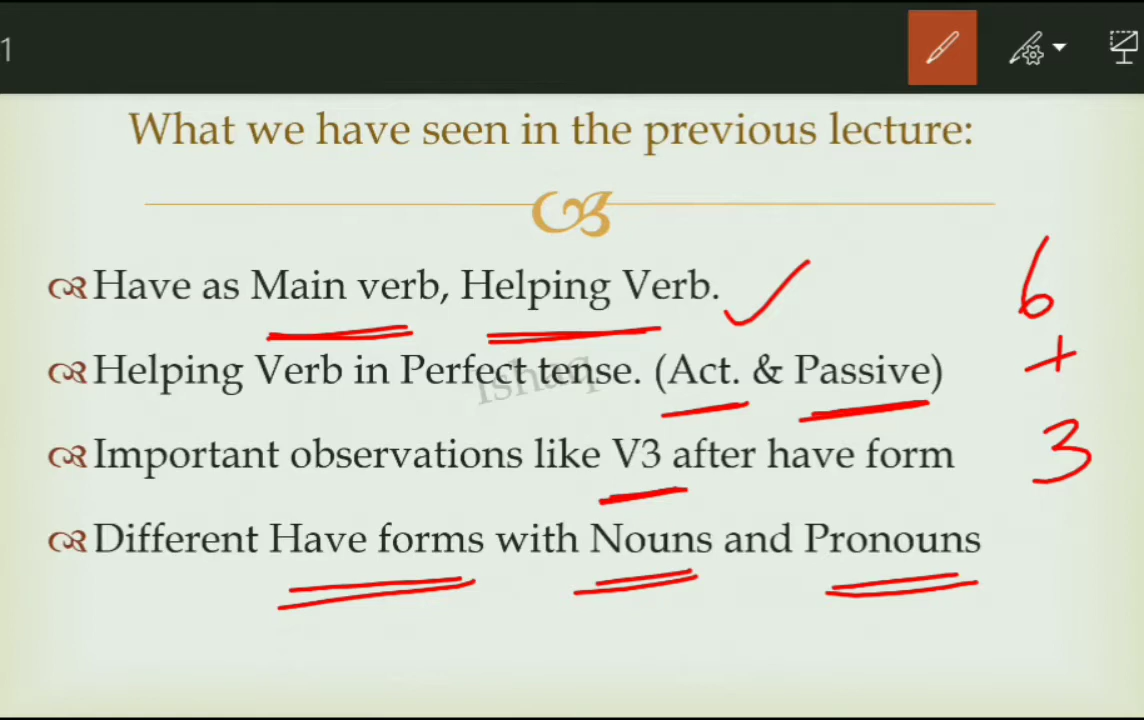 1
What we have seen in the previous lecture:
Have as Main verb, Helping Verb.
6
Helping Verb in Perfect tense. (Act. & Passive)
+
Ishaq
Important observations like V3 after have form
3
Different Have forms with Nouns and Pronouns